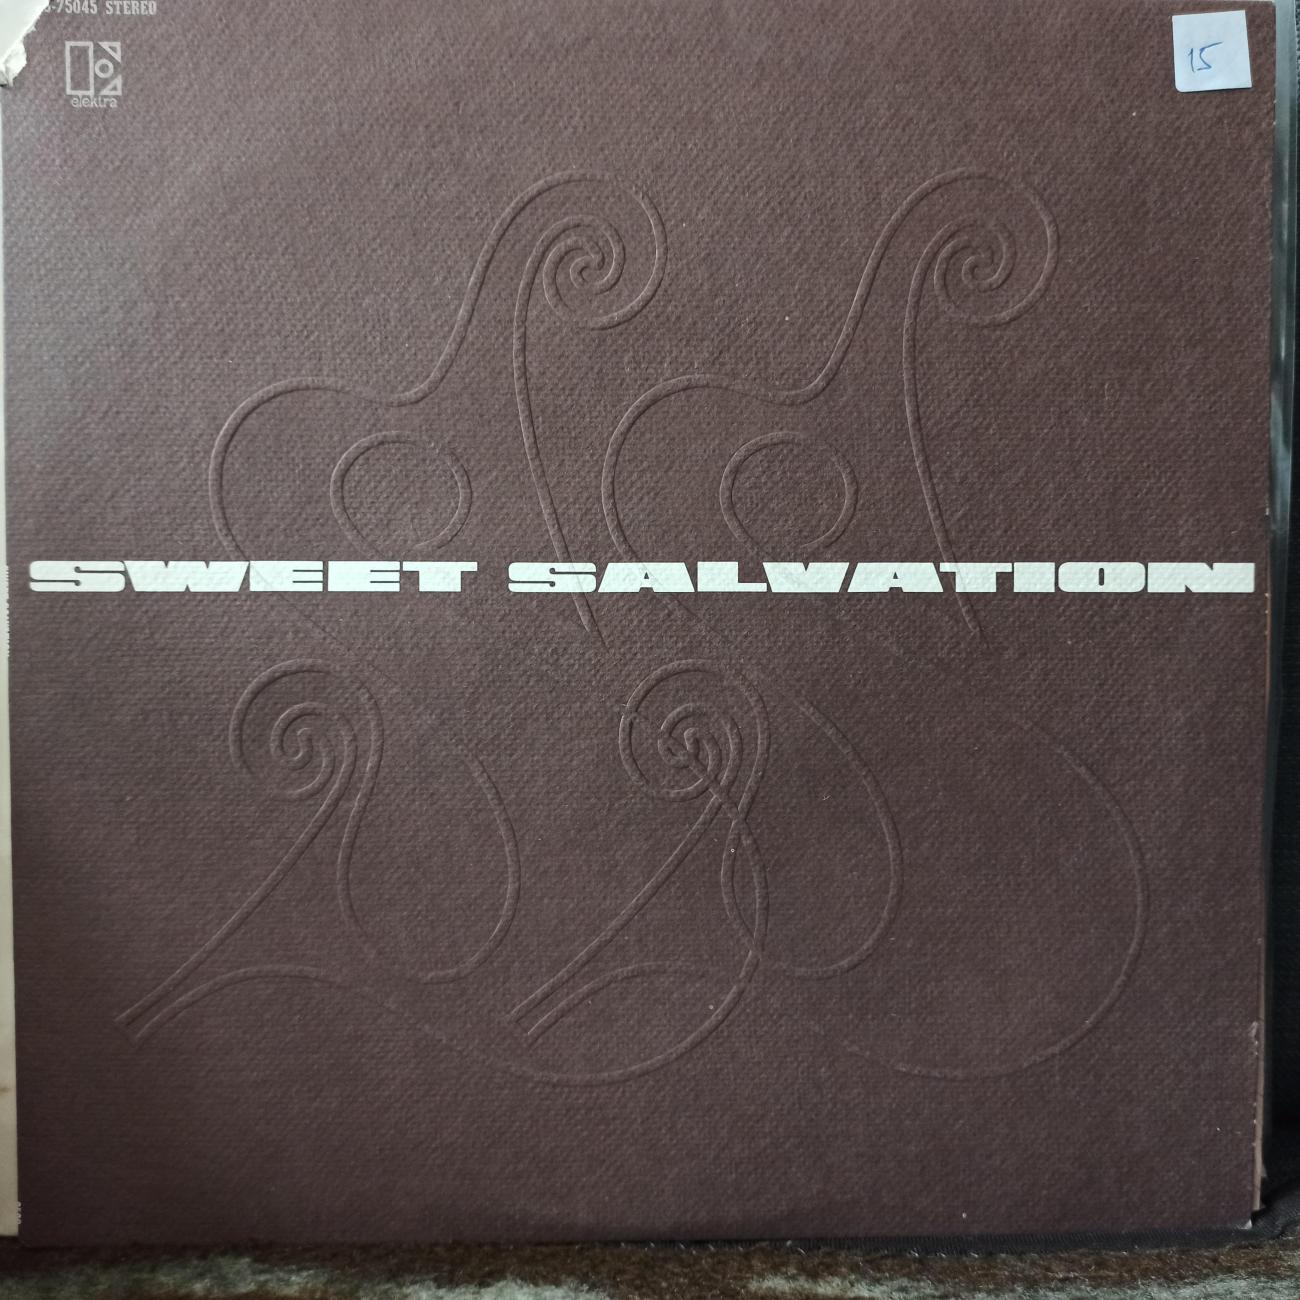 -75045 STEREO
elektra
15
SWEET SALVATION